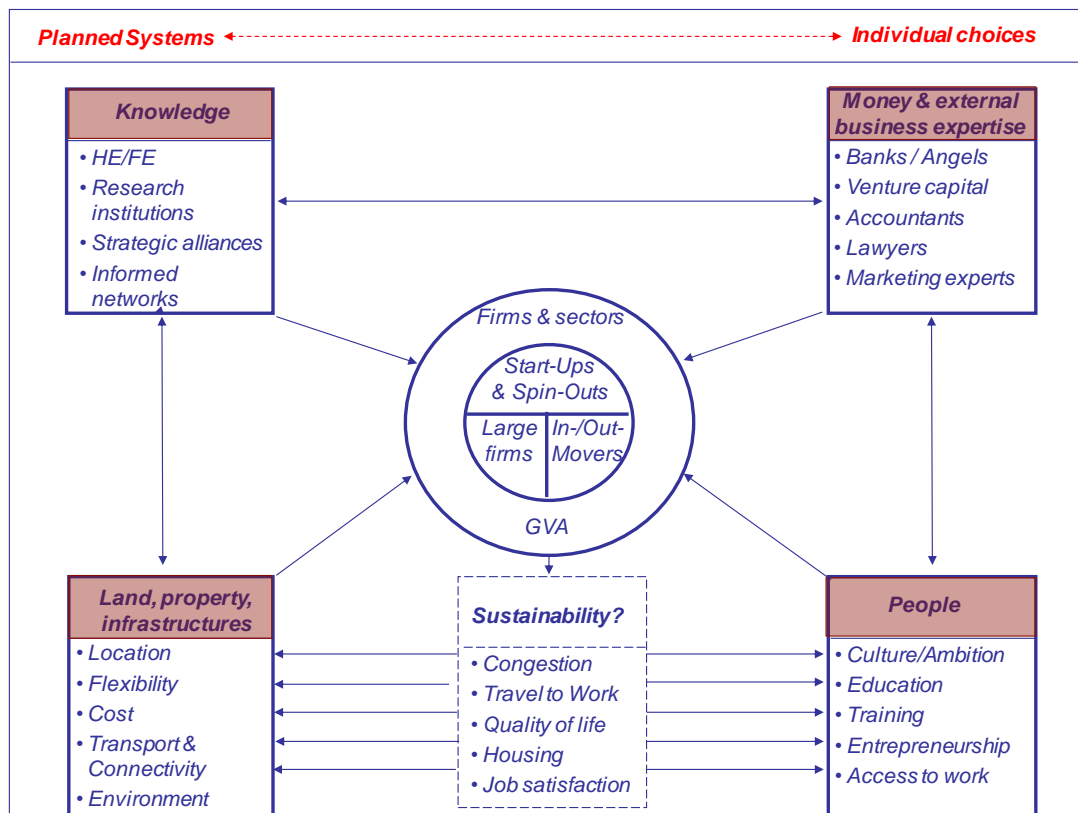 Planned Systems
Individual choices
Knowledge
• HE/FE
• Research
institutions
• Strategic alliances
• Informed
networks
Money & external
business expertise
• Banks / Angels
• Venture capital
• Accountants
• Lawyers
• Marketing experts
Firms & sectors
Start-Ups
& Spin-Outs
Large
firms
In-/Out-
Movers
GVA
Land, property,
infrastructures
• Location
• Flexibility
• Cost
• Transport &
Connectivity
• Environment
Sustainability?
• Congestion
• Travel to Work
• Quality of life
• Housing
• Job satisfaction
People
• Culture/Ambition
• Education
• Training
• Entrepreneurship
• Access to work